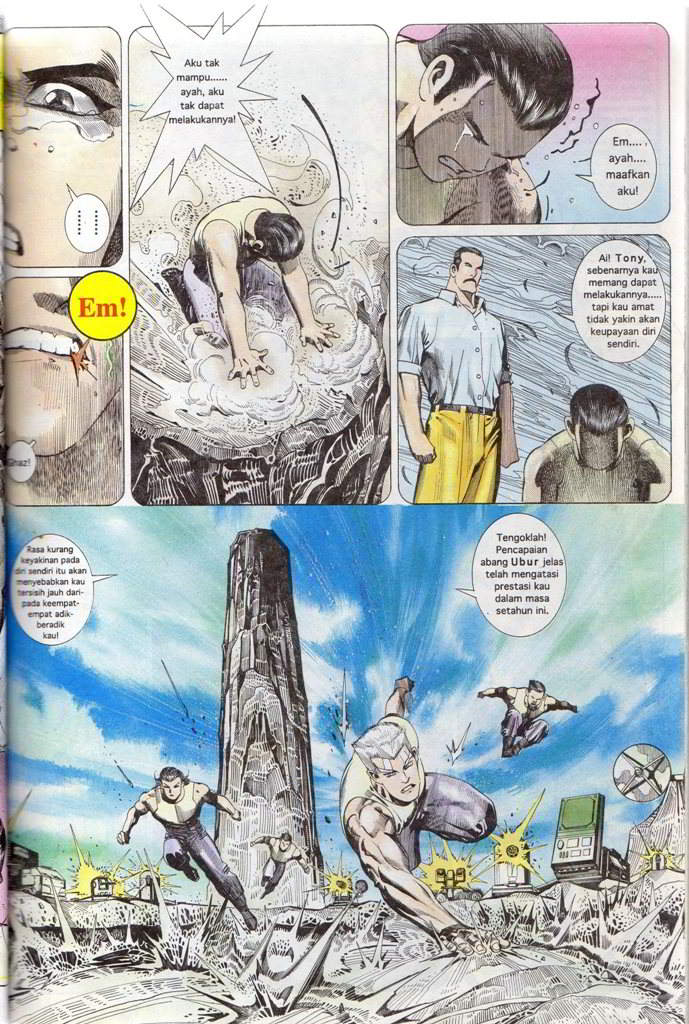 ......
Em!
Ghaz!
Aku tak
mampu......
ayah, aku
tak dapat
melakukannya!
Em.... ,
ayah....
maafkan
aku!
Ai! Tony,
sebenarnya kau
memang dapat
melakukannya.....
tapi kau amat
tidak yakin akan
keupayaan diri
sendiri.
Rasa kurang
keyakinan pada
diri sendiri itu akan
menyebabkan kau
tersisih jauh dari-
pada keempat-
empat adik-
beradik
kau!
Tengoklah!
Pencapaian
abang Ubur jelas
telah mengatasi
prestasi kau
dalam masa
setahun ini.